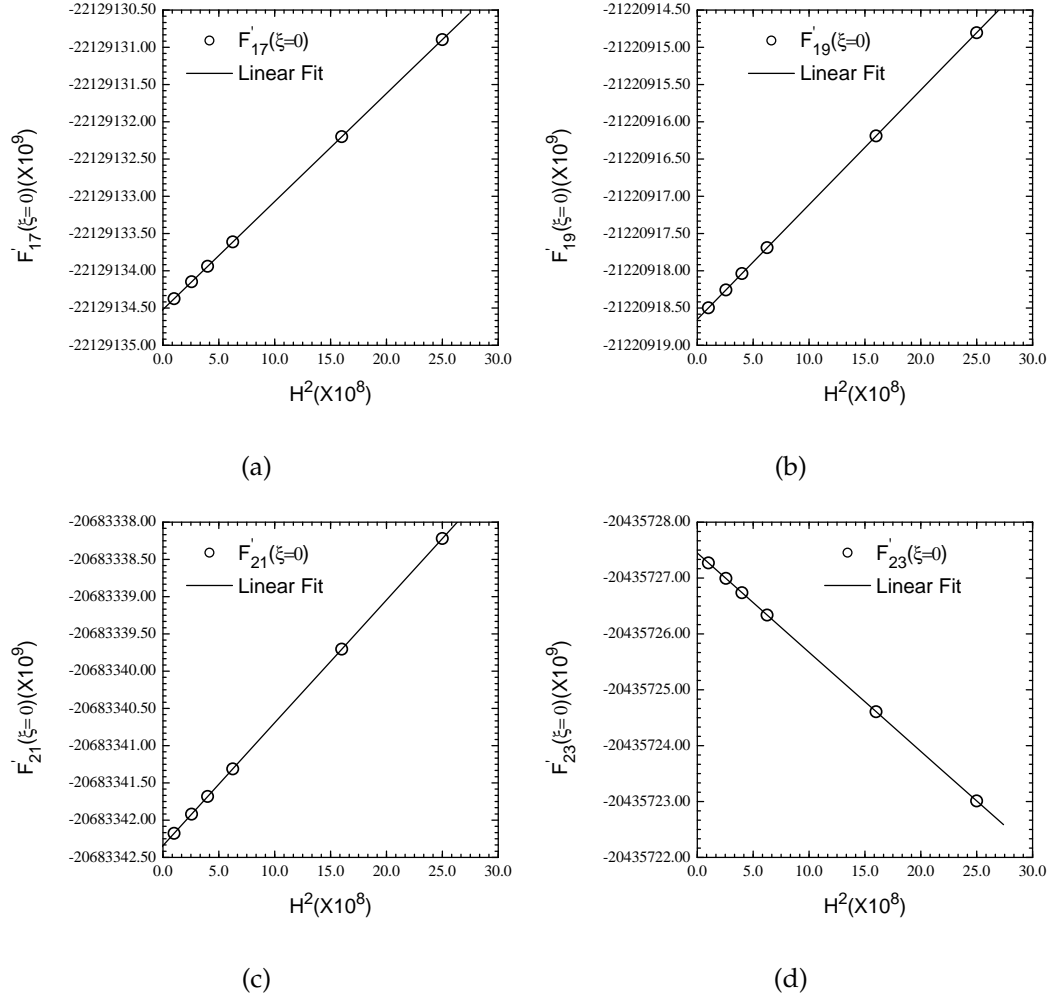 F'17(ξ=0)
Linear Fit
-22129130.50
-22129131.00
-22129131.50
-22129132.00
-22129132.50
-22129133.00
-22129133.50
-22129134.00
-22129134.50
-22129135.00
F'17(ξ=0)(X10^9)
0.0 5.0 10.0 15.0 20.0 25.0 30.0
H^2(X10^8)
(a)
F'19(ξ=0)
Linear Fit
-21220914.50
-21220915.00
-21220915.50
-21220916.00
-21220916.50
-21220917.00
-21220917.50
-21220918.00
-21220918.50
-21220919.00
F'19(ξ=0)(X10^9)
0.0 5.0 10.0 15.0 20.0 25.0 30.0
H^2(X10^8)
(b)
F'21(ξ=0)
Linear Fit
-20683338.00
-20683338.50
-20683339.00
-20683339.50
-20683340.00
-20683340.50
-20683341.00
-20683341.50
-20683342.00
-20683342.50
F'21(ξ=0)(X10^9)
0.0 5.0 10.0 15.0 20.0 25.0 30.0
H^2(X10^8)
(c)
F'23(ξ=0)
Linear Fit
-20435728.00
-20435727.00
-20435726.00
-20435725.00
-20435724.00
-20435723.00
-20435722.00
F'23(ξ=0)(X10^9)
0.0 5.0 10.0 15.0 20.0 25.0 30.0
H^2(X10^8)
(d)